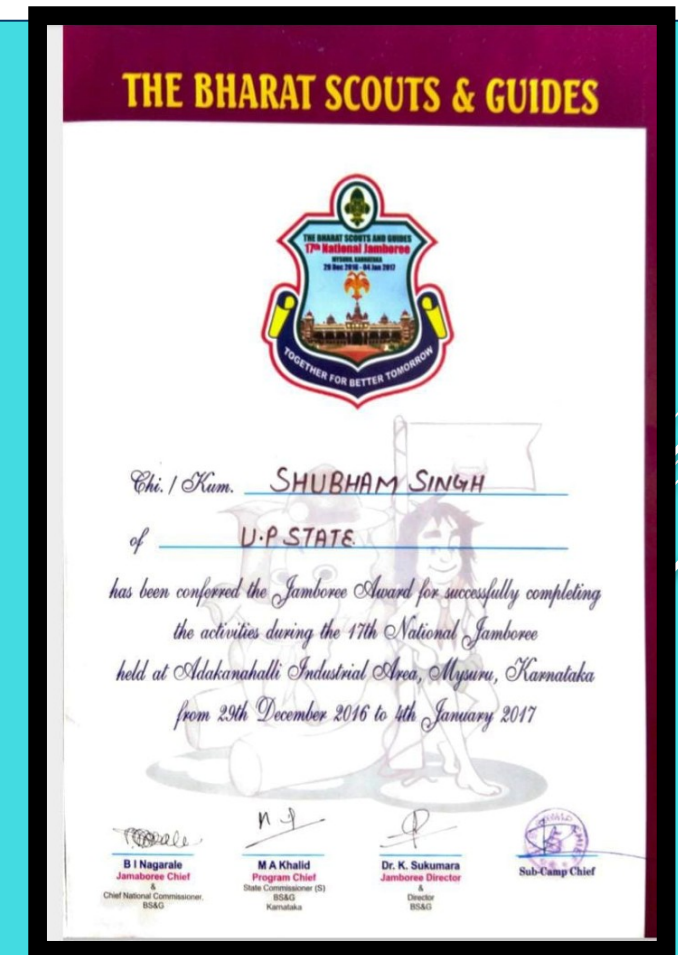 THE BHARAT SCOUTS & GUIDES
THE BHARAT SCOUTS AND GUIDES
17th National Jamboree
MYSURU, KARNATAKA
29 Dec 2016 - 04 Jan 2017
TOGETHER FOR BETTER TOMORROW
Chi. / Kum. SHUBHAM SINGH
of U.P STATE
has been conferred the Jamboree Award for successfully completing
the activities during the 17th National Jamboree
held at Adakanahalli Industrial Area, Mysuru, Karnataka
from 29th December 2016 to 4th January 2017
B I Nagarale
Jamaboree Chief
&
Chief National Commissioner,
BS&G
M A Khalid
Program Chief
State Commissioner (S)
BS&G
Karnataka
Dr. K. Sukumara
Jamboree Director
&
Director
BS&G
Sub-Camp Chief